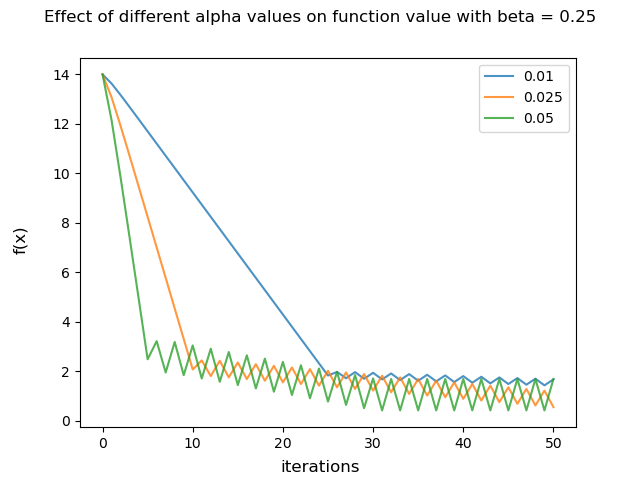 Effect of different alpha values on function value with beta = 0.25
0.01
0.025
0.05
f(x)
14
12
10
8
6
4
2
0
0 10 20 30 40 50
iterations